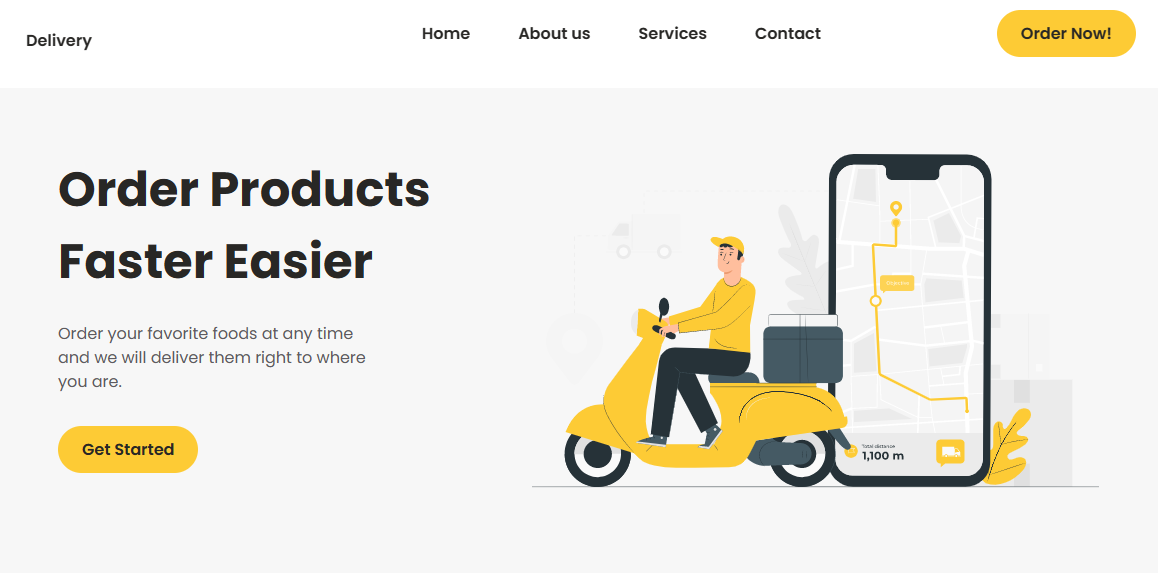 Delivery
Home
About us
Services
Contact
Order Now!
Order Products
Faster Easier
Order your favorite foods at any time
and we will deliver them right to where
you are.
Get Started
Total distance
1,100 m